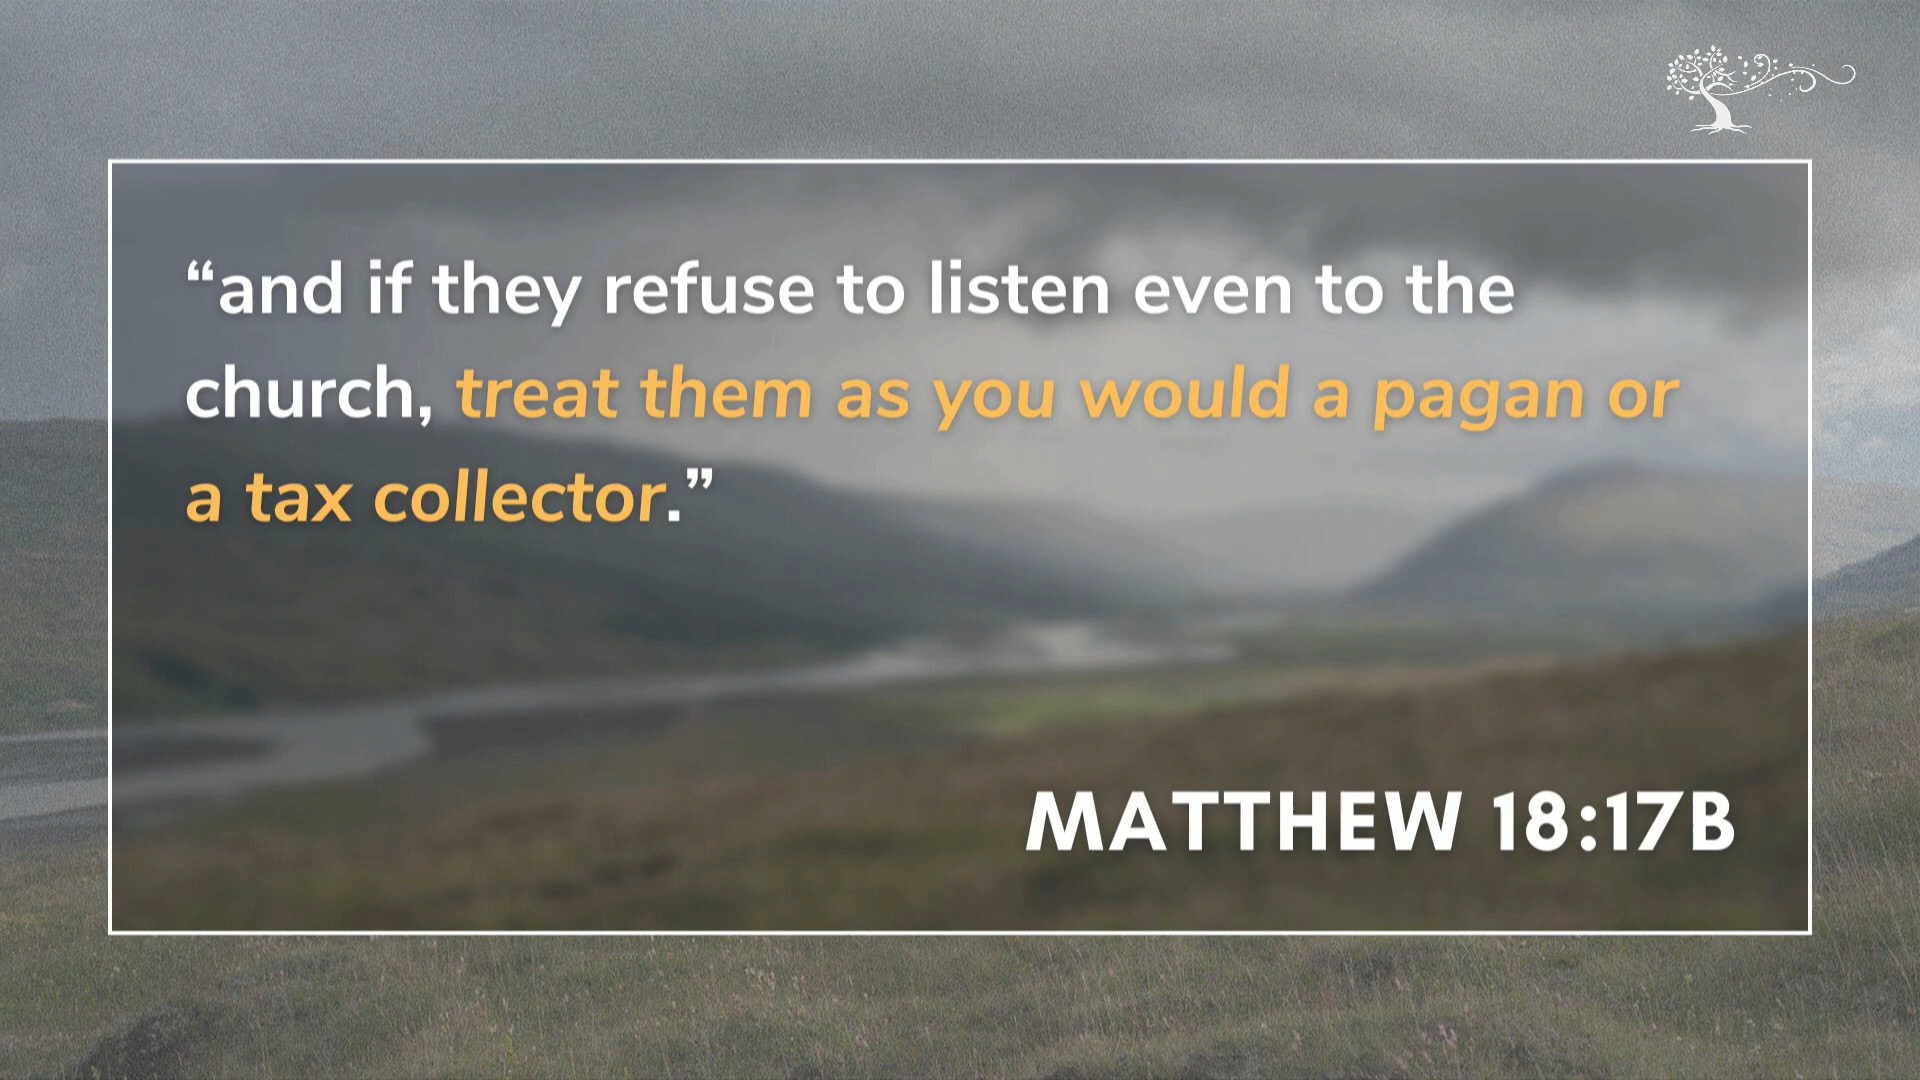 “and if they refuse to listen even to the
church, treat them as you would a pagan or
a tax collector.”
MATTHEW 18:17B